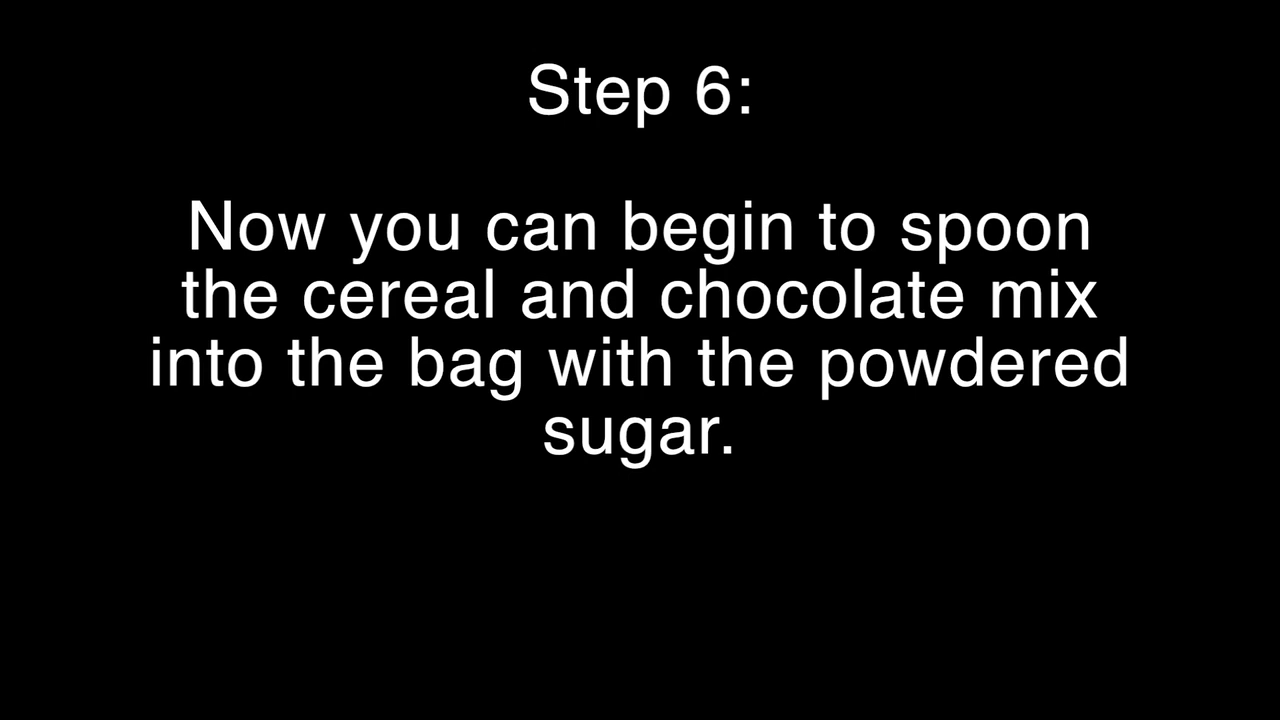 Step 6:
Now you can begin to spoon
the cereal and chocolate mix
into the bag with the powdered
sugar.